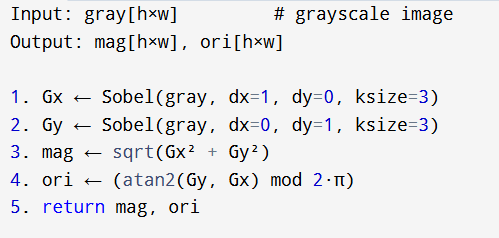 Input: gray[h×w]         # grayscale image
Output: mag[h×w], ori[h×w]

1. Gx ← Sobel(gray, dx=1, dy=0, ksize=3)
2. Gy ← Sobel(gray, dx=0, dy=1, ksize=3)
3. mag ← sqrt(Gx² + Gy²)
4. ori ← (atan2(Gy, Gx) mod 2·π)
5. return mag, ori